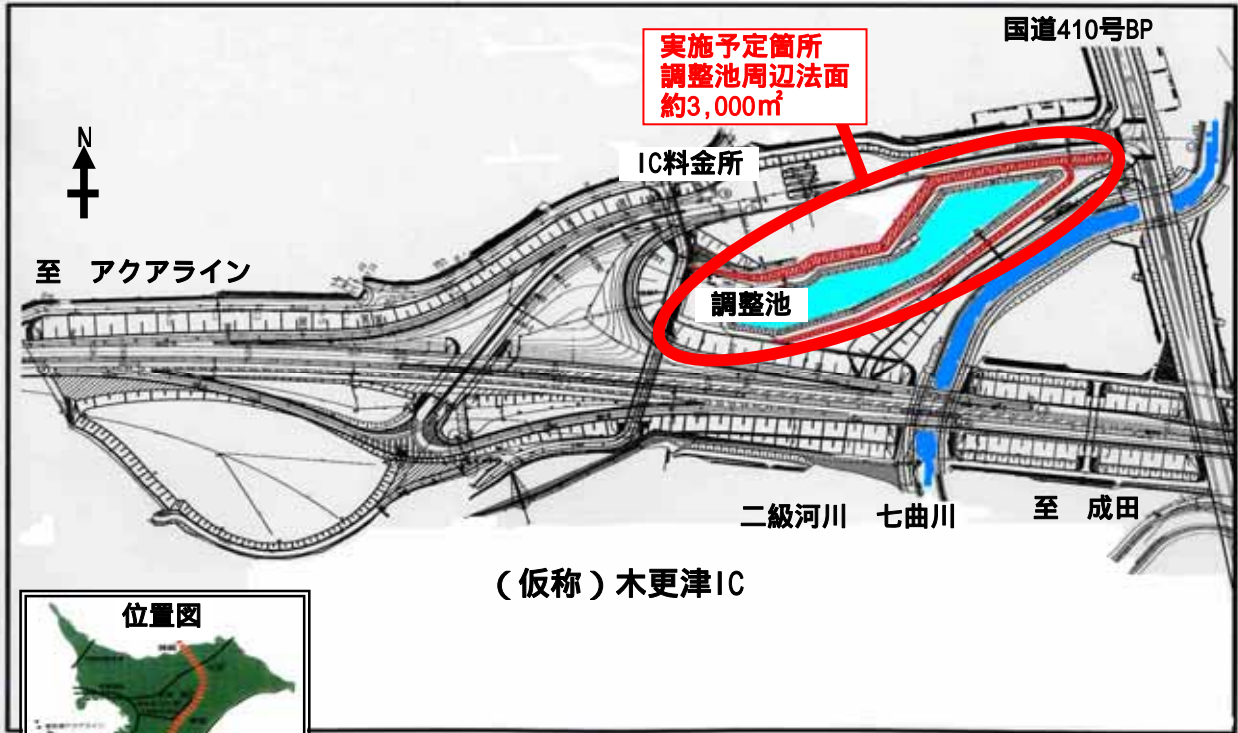 国道410号BP
実施予定箇所
調整池周辺法面
約3,000㎡
N
IC料金所
至 アクアライン
調整池
二級河川 七曲川
至 成田
(仮称)木更津IC
位置図